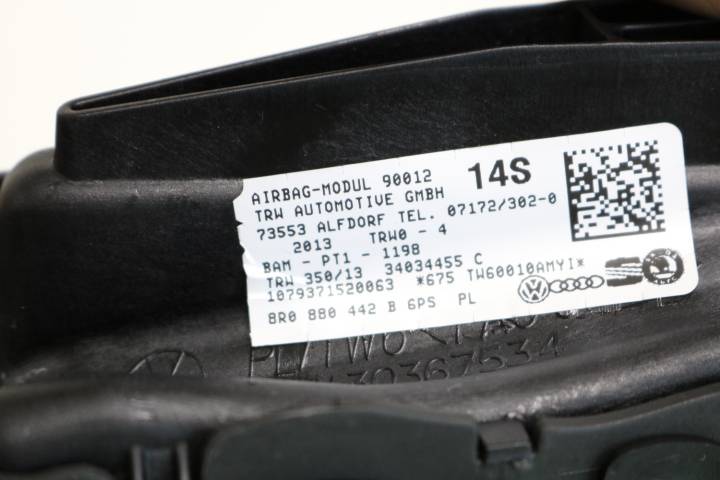 AIRBAG-MODUL 90012 14S
TRW AUTOMOTIVE GMBH
73553 ALFDORF TEL. 07172/302-0
2013 TRW0 - 4
BAM - PT1 - 1198
TRW 350/13 34034455 C
1079371520063 *675 TW60010AMYI*
8R0 880 442 B 6PS PL
30367534